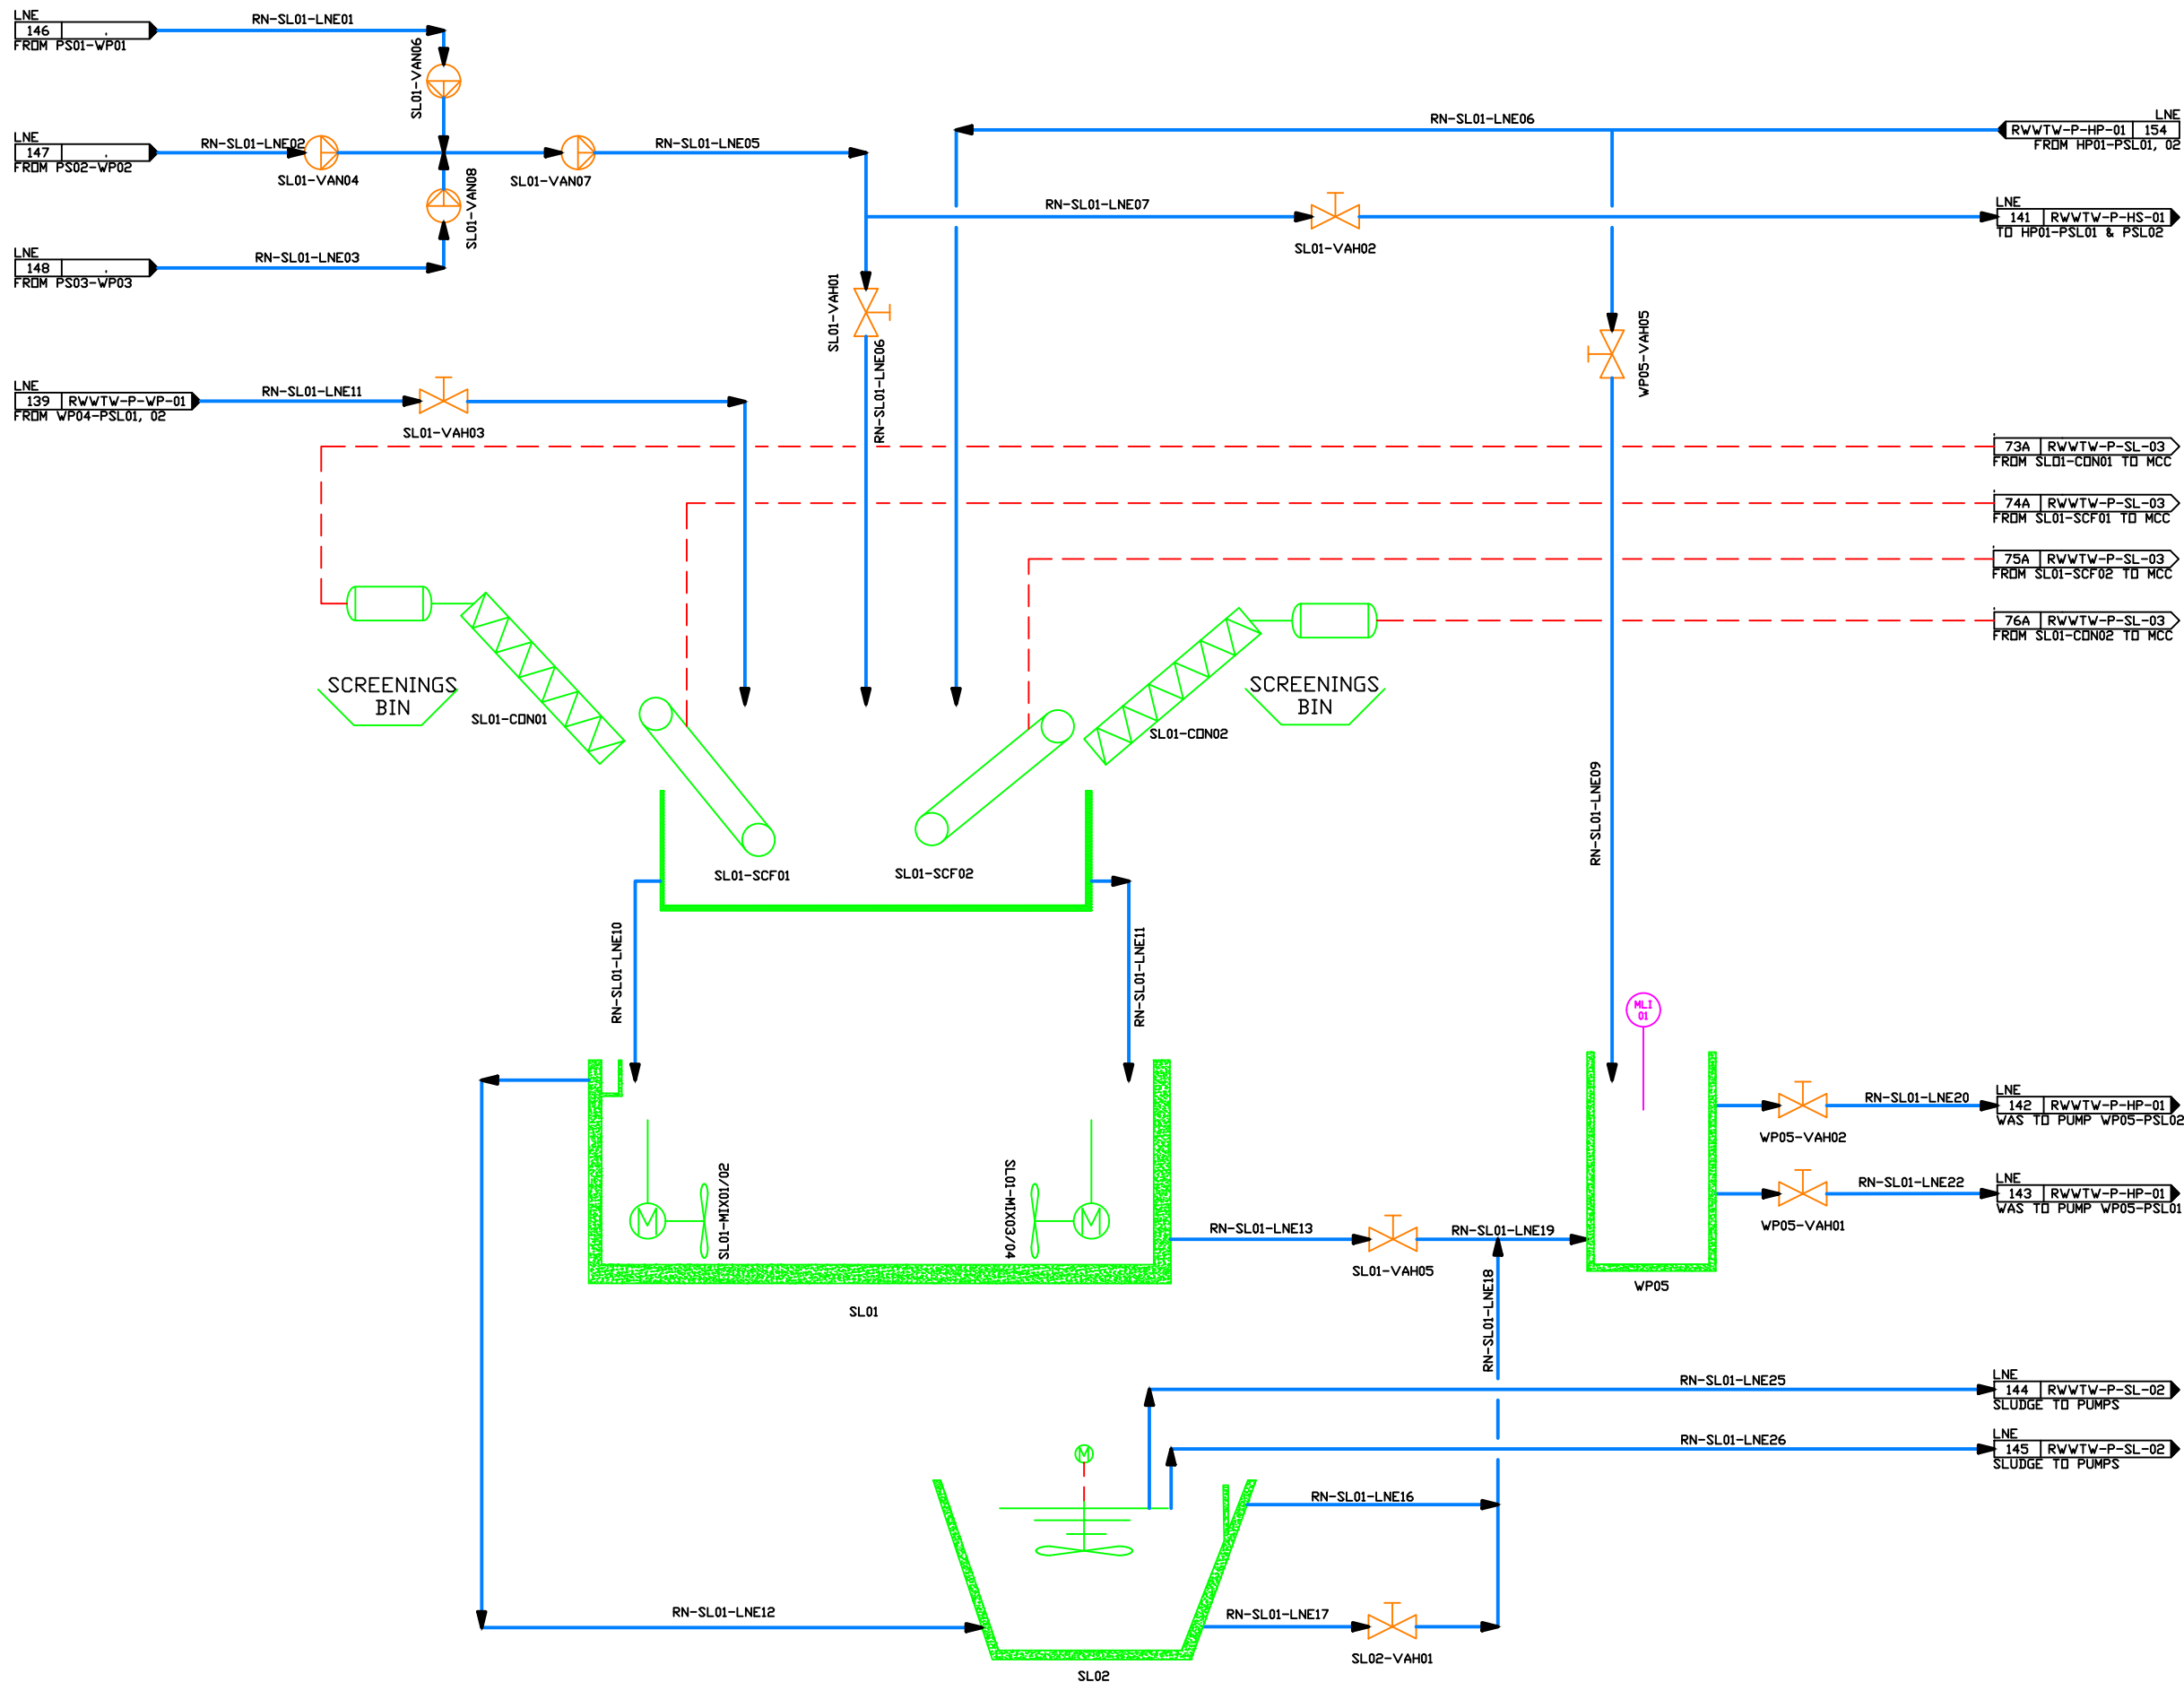 LNE
146 .
FROM PS01-WP01
RN-SL01-LNE01
SL01-VAN06
LNE
147 .
FROM PS02-WP02
RN-SL01-LNE02
SL01-VAN04
SL01-VAN08
SL01-VAN07
RN-SL01-LNE05
LNE
148 .
FROM PS03-WP03
RN-SL01-LNE03
RN-SL01-LNE06
LNE
RWWTW-P-HP-01 154
FROM HP01-PSL01, 02
RN-SL01-LNE07
SL01-VAH02
LNE
141 RWWTW-P-HS-01
TO HP01-PSL01 & PSL02
SL01-VAH01
RN-SL01-LNE06
WP05-VAH05
LNE
139 RWWTW-P-WP-01
FROM WP04-PSL01, 02
RN-SL01-LNE11
SL01-VAH03
73A RWWTW-P-SL-03
FROM SL01-CON01 TO MCC
74A RWWTW-P-SL-03
FROM SL01-SCF01 TO MCC
75A RWWTW-P-SL-03
FROM SL01-SCF02 TO MCC
76A RWWTW-P-SL-03
FROM SL01-CON02 TO MCC
SCREENINGS
BIN
SL01-CON01
SCREENINGS
BIN
SL01-CON02
RN-SL01-LNE09
SL01-SCF01
SL01-SCF02
RN-SL01-LNE10
RN-SL01-LNE11
MLI
01
M
SL01-MIX01/02
SL01-MIX03/04
M
SL01
RN-SL01-LNE13
SL01-VAH05
RN-SL01-LNE19
RN-SL01-LNE18
WP05
WP05-VAH02
RN-SL01-LNE20
LNE
142 RWWTW-P-HP-01
WAS TO PUMP WP05-PSL02
WP05-VAH01
RN-SL01-LNE22
LNE
143 RWWTW-P-HP-01
WAS TO PUMP WP05-PSL01
RN-SL01-LNE25
LNE
144 RWWTW-P-SL-02
SLUDGE TO PUMPS
RN-SL01-LNE26
LNE
145 RWWTW-P-SL-02
SLUDGE TO PUMPS
M
RN-SL01-LNE16
RN-SL01-LNE12
RN-SL01-LNE17
SL02-VAH01
SL02